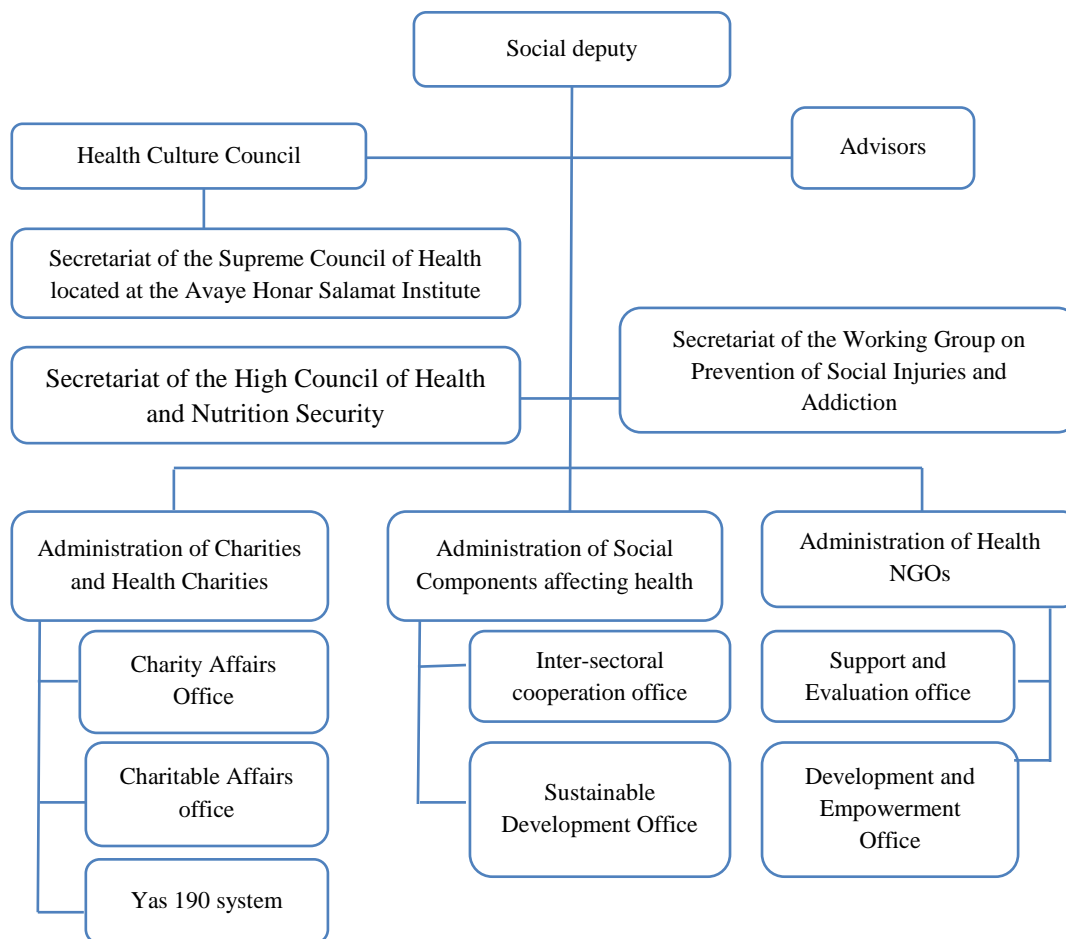 Social deputy
Health Culture Council
Advisors
Secretariat of the Supreme Council of Health
located at the Avaye Honar Salamat Institute
Secretariat of the High Council of Health
and Nutrition Security
Secretariat of the Working Group on
Prevention of Social Injuries and
Addiction
Administration of Charities
and Health Charities
Charity Affairs
Office
Charitable Affairs
office
Yas 190 system
Administration of Social
Components affecting health
Inter-sectoral
cooperation office
Sustainable
Development Office
Administration of Health
NGOs
Support and
Evaluation office
Development and
Empowerment
Office